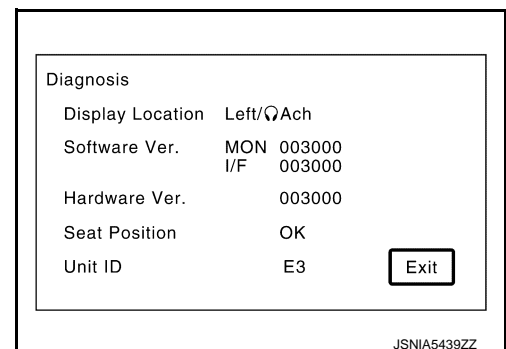 Diagnosis
Display Location Left/🎧Ach
Software Ver. MON 003000
I/F 003000
Hardware Ver. 003000
Seat Position OK
Unit ID E3 Exit
JSNIA5439ZZ